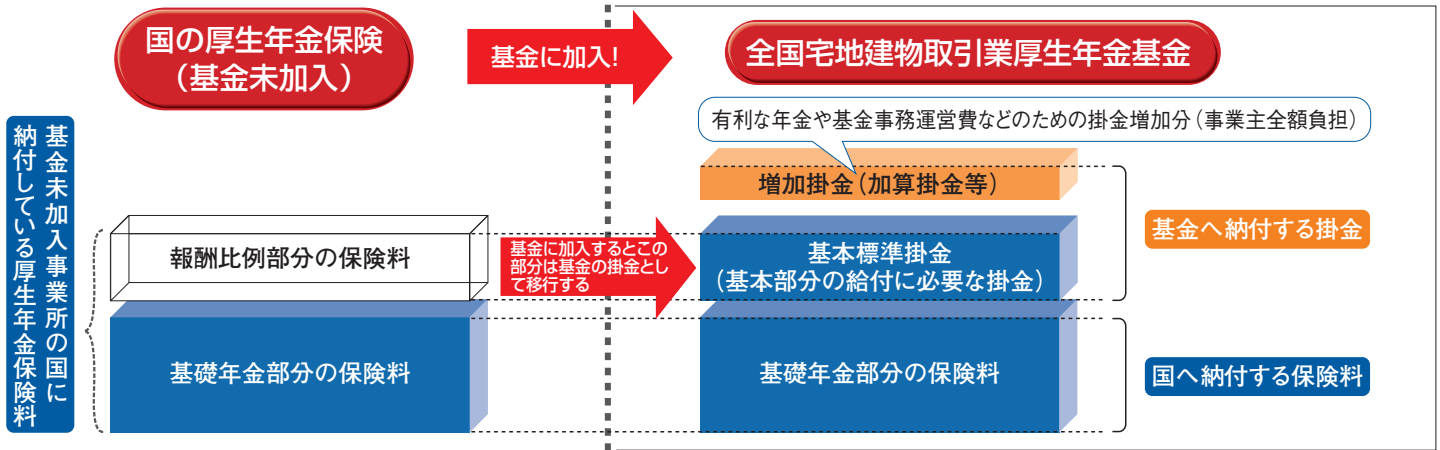 国の厚生年金保険
（基金未加入）
基金に加入!
全国宅地建物取引業厚生年金基金
有利な年金や基金事務運営費などのための掛金増加分（事業主全額負担）
基金未加入事業所の国に
納付している厚生年金保険料
増加掛金（加算掛金等）
報酬比例部分の保険料
基金に加入するとこの
部分は基金の掛金とし
て移行する
基本標準掛金
（基本部分の給付に必要な掛金）
基金へ納付する掛金
基礎年金部分の保険料
基礎年金部分の保険料
国へ納付する保険料